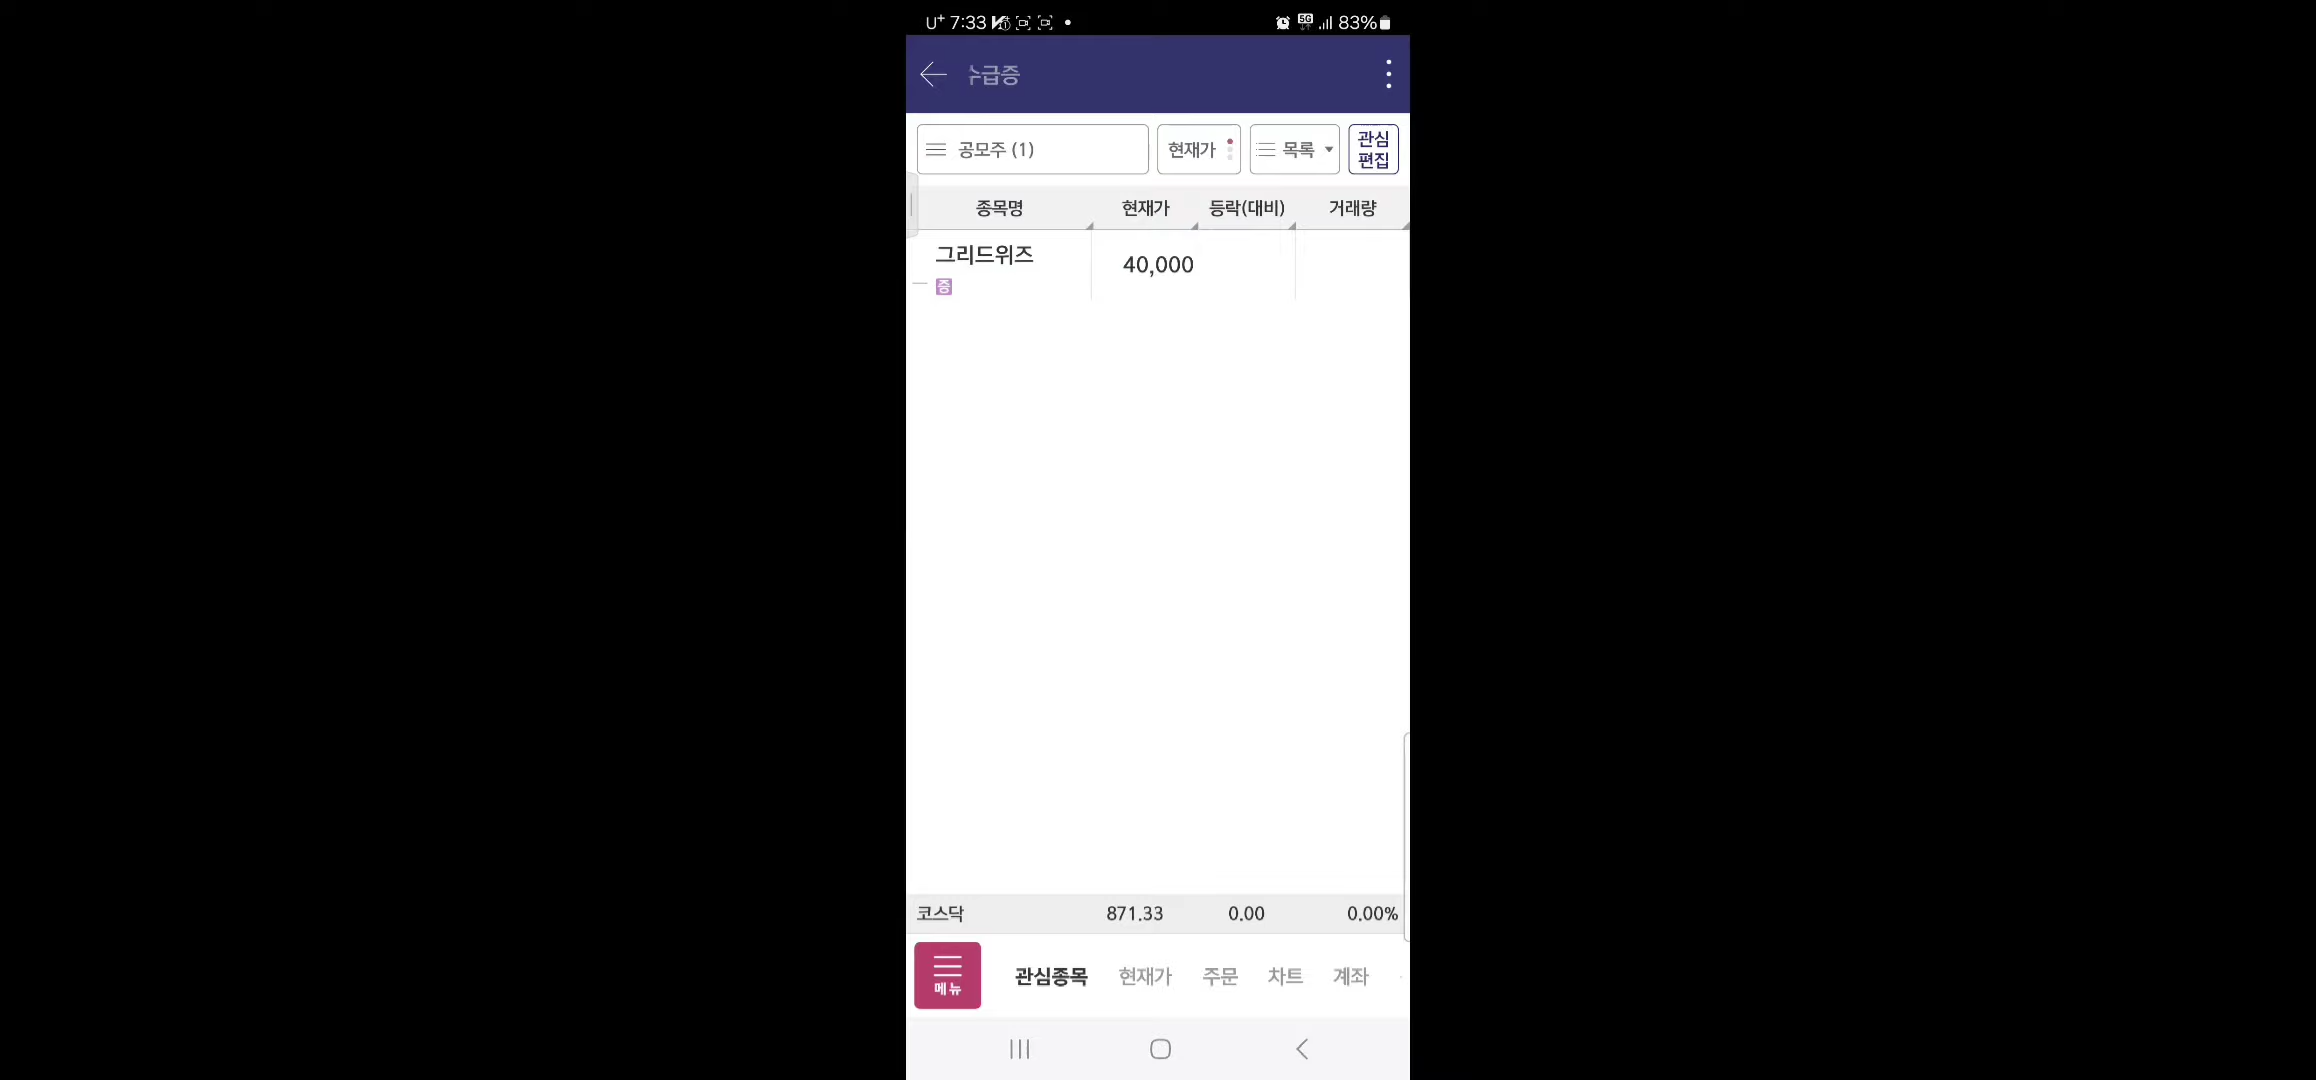 U+ 7:33 83%
수급증
공모주 (1) 현재가 목록 관심
편집
종목명 현재가 등락(대비) 거래량
그리드위즈 40,000
증
코스닥 871.33 0.00 0.00%
메뉴 관심종목 현재가 주문 차트 계좌